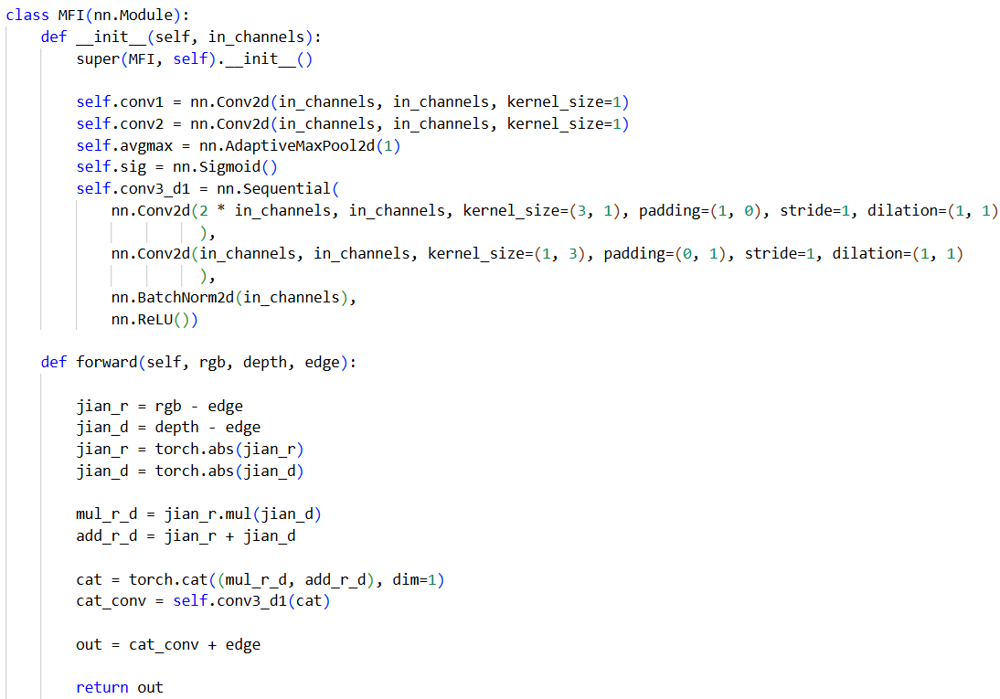 class MFI(nn.Module):
    def __init__(self, in_channels):
        super(MFI, self).__init__()

        self.conv1 = nn.Conv2d(in_channels, in_channels, kernel_size=1)
        self.conv2 = nn.Conv2d(in_channels, in_channels, kernel_size=1)
        self.avgmax = nn.AdaptiveMaxPool2d(1)
        self.sig = nn.Sigmoid()
        self.conv3_d1 = nn.Sequential(
            nn.Conv2d(2 * in_channels, in_channels, kernel_size=(3, 1), padding=(1, 0), stride=1, dilation=(1, 1)
                      ),
            nn.Conv2d(in_channels, in_channels, kernel_size=(1, 3), padding=(0, 1), stride=1, dilation=(1, 1)
                      ),
            nn.BatchNorm2d(in_channels),
            nn.ReLU())

    def forward(self, rgb, depth, edge):

        jian_r = rgb - edge
        jian_d = depth - edge
        jian_r = torch.abs(jian_r)
        jian_d = torch.abs(jian_d)

        mul_r_d = jian_r.mul(jian_d)
        add_r_d = jian_r + jian_d

        cat = torch.cat((mul_r_d, add_r_d), dim=1)
        cat_conv = self.conv3_d1(cat)

        out = cat_conv + edge

        return out